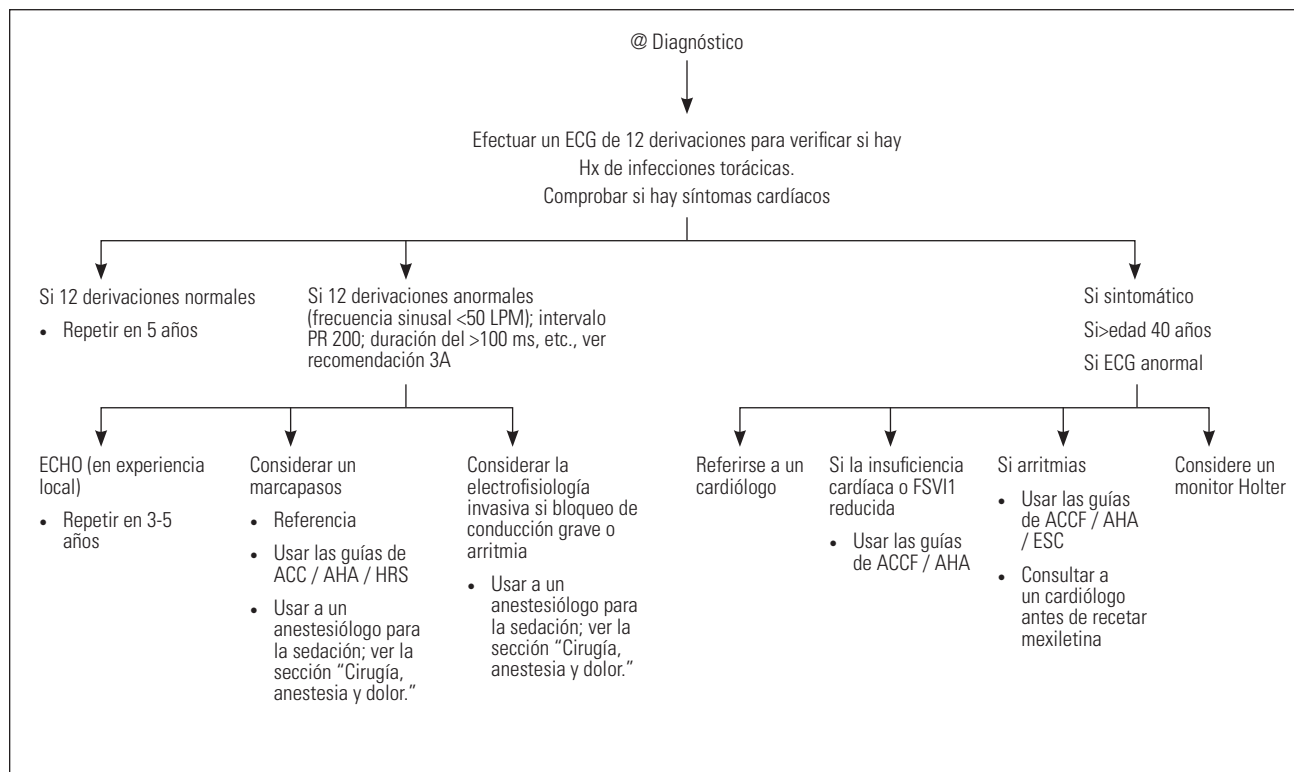 @ Diagnóstico
Efectuar un ECG de 12 derivaciones para verificar si hay
Hx de infecciones torácicas.
Comprobar si hay síntomas cardíacos
Si 12 derivaciones normales
• Repetir en 5 años
Si 12 derivaciones anormales
(frecuencia sinusal <50 LPM); intervalo
PR 200; duración del >100 ms, etc., ver
recomendación 3A
Si sintomático
Si>edad 40 años
Si ECG anormal
ECHO (en experiencia
local)
• Repetir en 3-5
años
Considerar un
marcapasos
• Referencia
• Usar las guías de
ACC / AHA / HRS
• Usar a un
anestesiólogo para
la sedación; ver la
sección “Cirugía,
anestesia y dolor.”
Considerar la
electrofisiología
invasiva si bloqueo de
conducción grave o
arritmia
• Usar a un
anestesiólogo para
la sedación; ver la
sección “Cirugía,
anestesia y dolor.”
Referirse a un
cardiólogo
Si la insuficiencia
cardíaca o FSVI1
reducida
• Usar las guías
de ACCF / AHA
Si arritmias
• Usar las guías
de ACCF / AHA
/ ESC
• Consultar a
un cardiólogo
antes de recetar
mexiletina
Considere un
monitor Holter